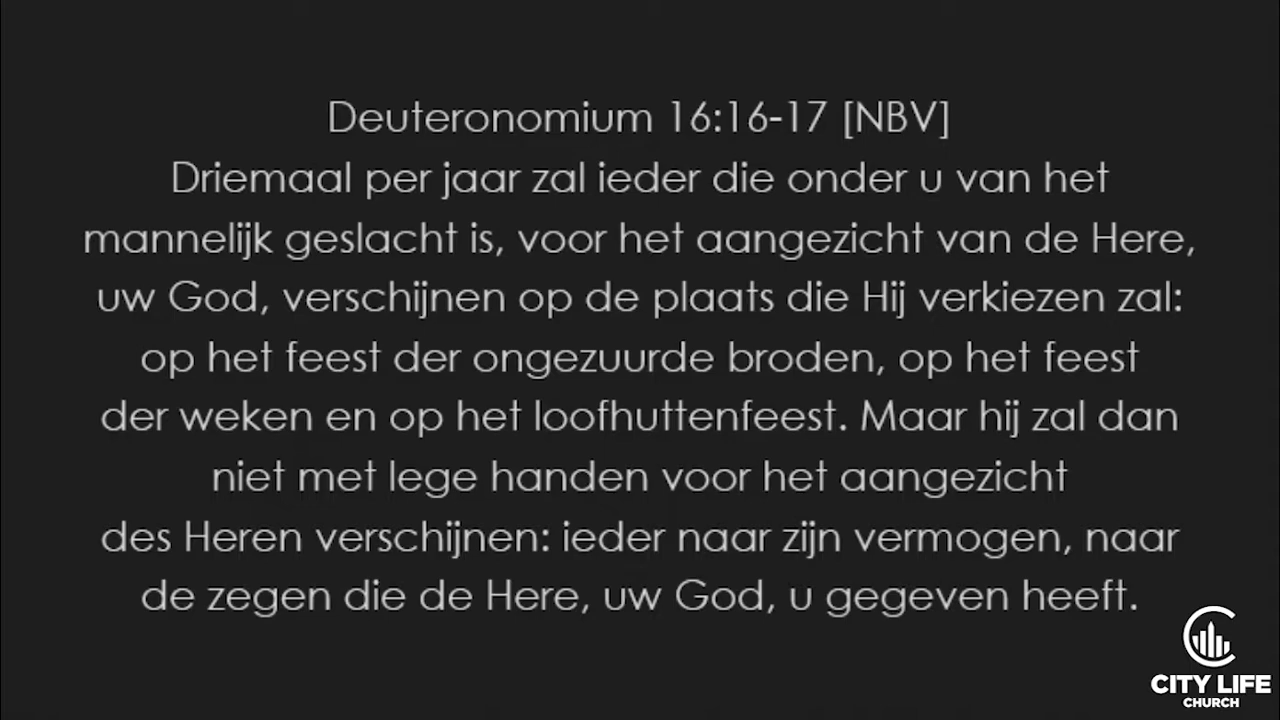 Deuteronomium 16:16-17 [NBV]
Driemaal per jaar zal ieder die onder u van het
mannelijk geslacht is, voor het aangezicht van de Here,
uw God, verschijnen op de plaats die Hij verkiezen zal:
op het feest der ongezuurde broden, op het feest
der weken en op het loofhuttenfeest. Maar hij zal dan
niet met lege handen voor het aangezicht
des Heren verschijnen: ieder naar zijn vermogen, naar
de zegen die de Here, uw God, u gegeven heeft.
CITY LIFE
CHURCH